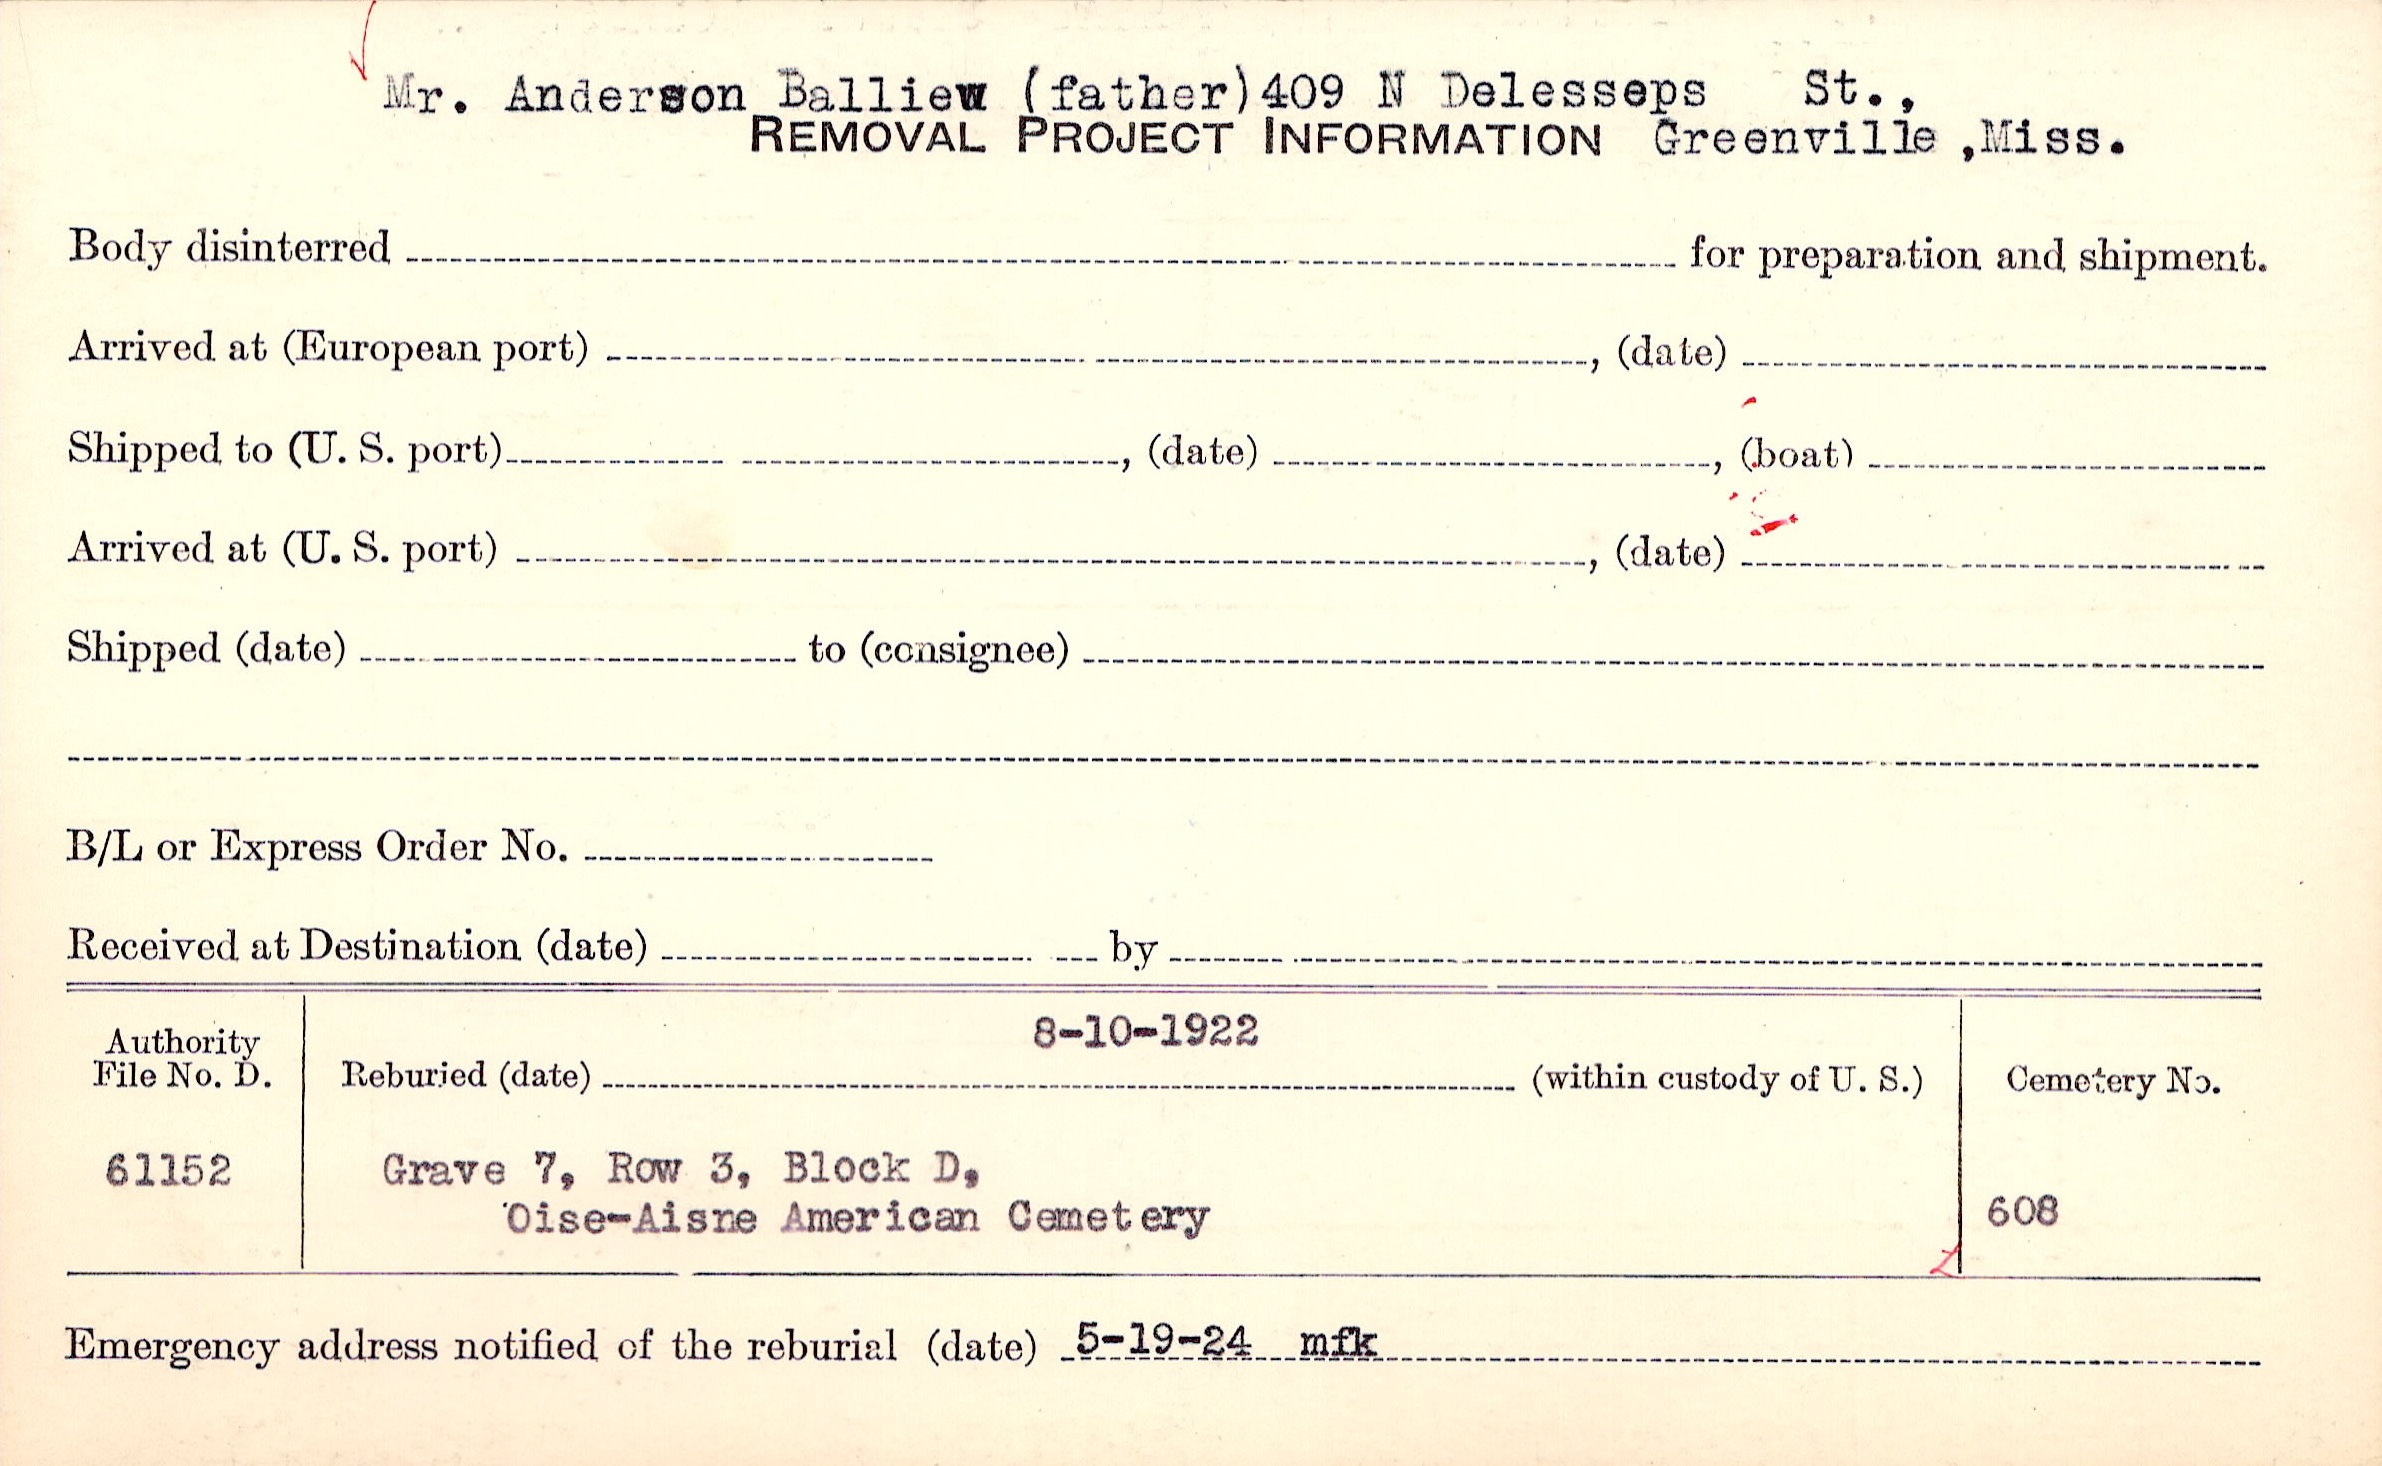 Mr. Anderson Balliew (father)409 N Delesseps St.,
REMOVAL PROJECT INFORMATION Greenville ,Miss.
Body disinterred for preparation and shipment.
Arrived at (European port) , (date)
Shipped to (U. S. port) , (date) , (boat)
Arrived at (U. S. port) , (date)
Shipped (date) to (consignee)
B/L or Express Order No.
Received at Destination (date) by
Authority
File No. D.
61152
8-10-1922
Reburied (date) (within custody of U. S.)
Grave 7, Row 3, Block D,
Oise-Aisne American Cemetery
Cemetery No.
608
Emergency address notified of the reburial (date) 5-19-24 mfk